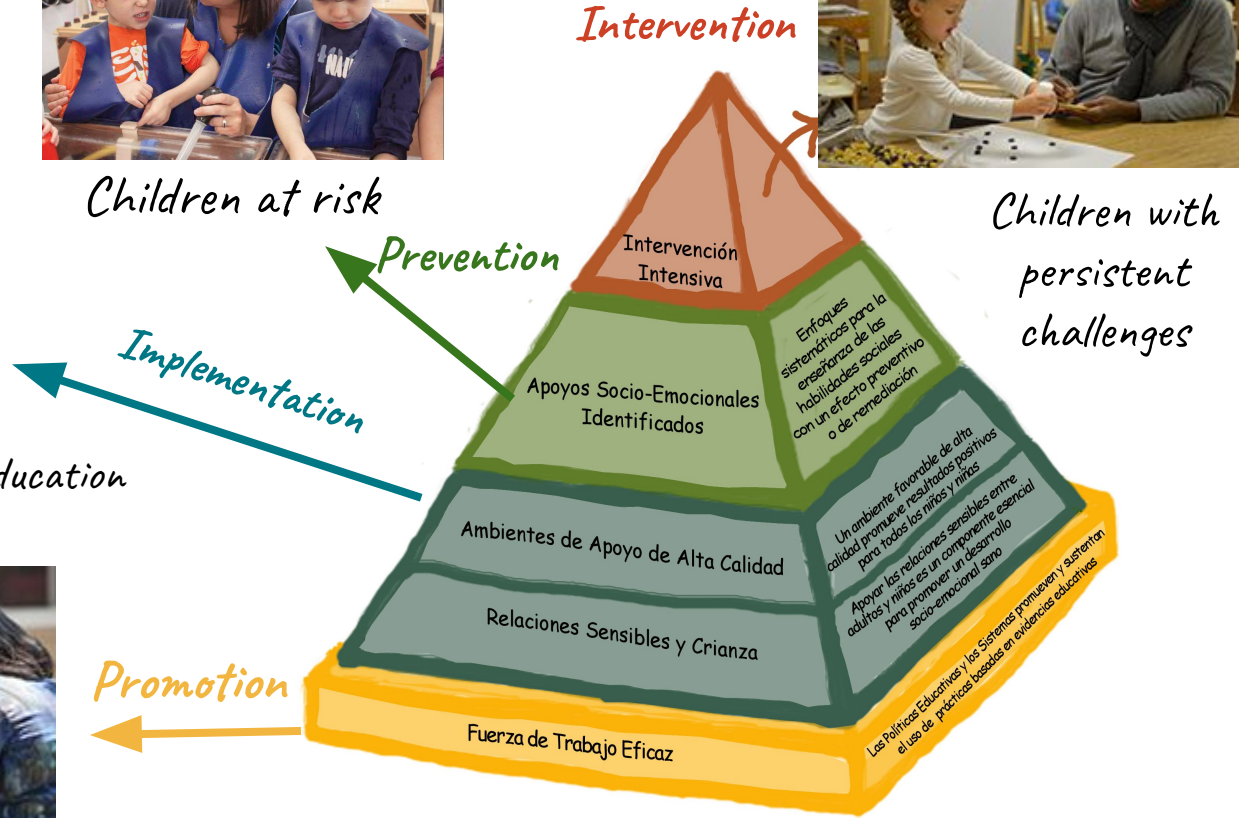 Intervention
Children at risk
Children with
persistent
challenges
Prevention
Intervención
Intensiva
Enfoques
sistemáticos para la
enseñanza de las
habilidades sociales
con un efecto preventivo
o de remediación
Implementation
Apoyos Socio-Emocionales
Identificados
Un ambiente favorable de alta
calidad promueve resultados positivos
para todos los niños y niñas
ducation
Ambientes de Apoyo de Alta Calidad
Apoyar las relaciones sensibles entre
adultos y niños es un componente esencial
para promover un desarrollo
socio-emocional sano
Relaciones Sensibles y Crianza
Promotion
Las Políticas Educativas y los Sistemas promueven y sustentan
el uso de prácticas basadas en evidencias educativas
Fuerza de Trabajo Eficaz